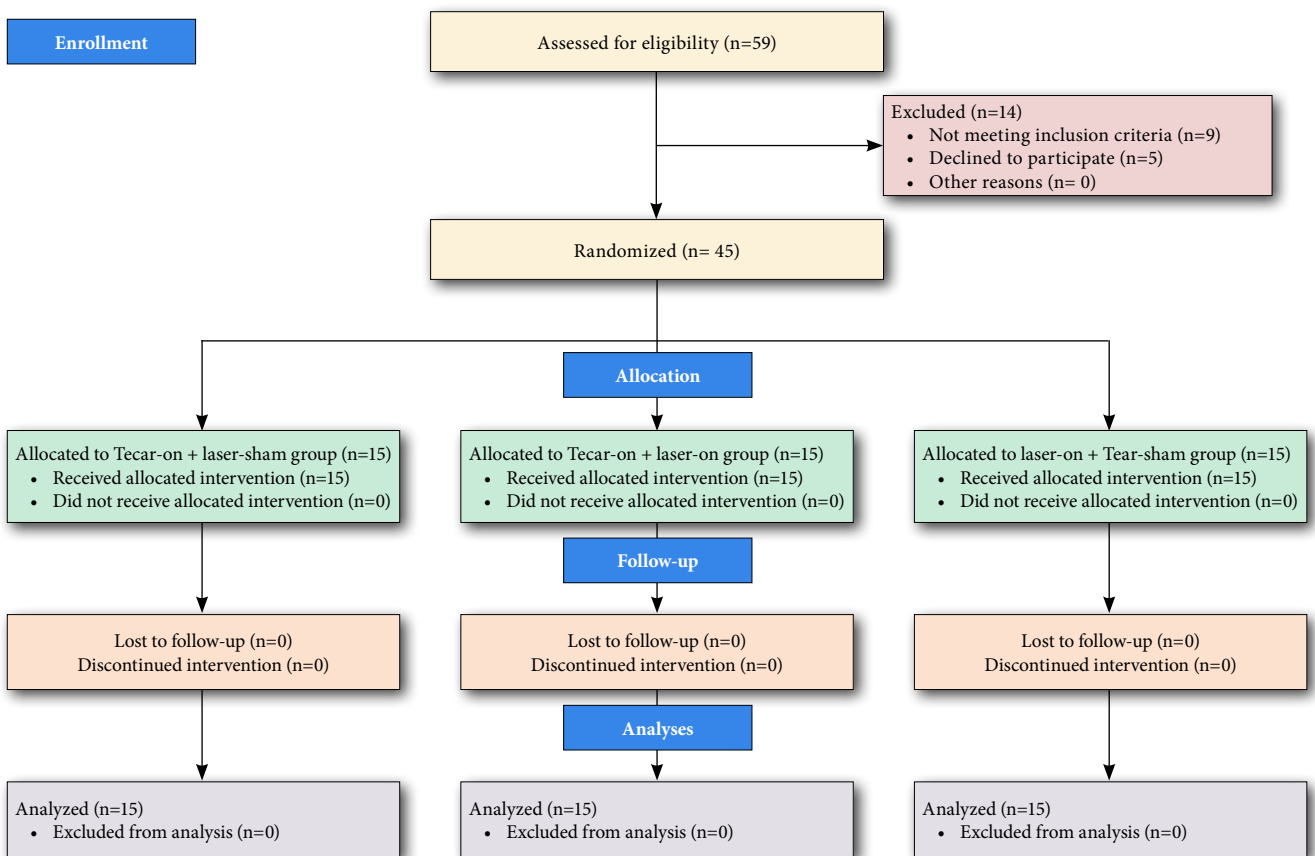 Enrollment
Assessed for eligibility (n=59)
Excluded (n=14)
• Not meeting inclusion criteria (n=9)
• Declined to participate (n=5)
• Other reasons (n= 0)
Randomized (n= 45)
Allocation
Allocated to Tecar-on + laser-sham group (n=15)
• Received allocated intervention (n=15)
• Did not receive allocated intervention (n=0)
Allocated to Tecar-on + laser-on group (n=15)
• Received allocated intervention (n=15)
• Did not receive allocated intervention (n=0)
Allocated to laser-on + Tear-sham group (n=15)
• Received allocated intervention (n=15)
• Did not receive allocated intervention (n=0)
Follow-up
Lost to follow-up (n=0)
Discontinued intervention (n=0)
Lost to follow-up (n=0)
Discontinued intervention (n=0)
Lost to follow-up (n=0)
Discontinued intervention (n=0)
Analyses
Analyzed (n=15)
• Excluded from analysis (n=0)
Analyzed (n=15)
• Excluded from analysis (n=0)
Analyzed (n=15)
• Excluded from analysis (n=0)